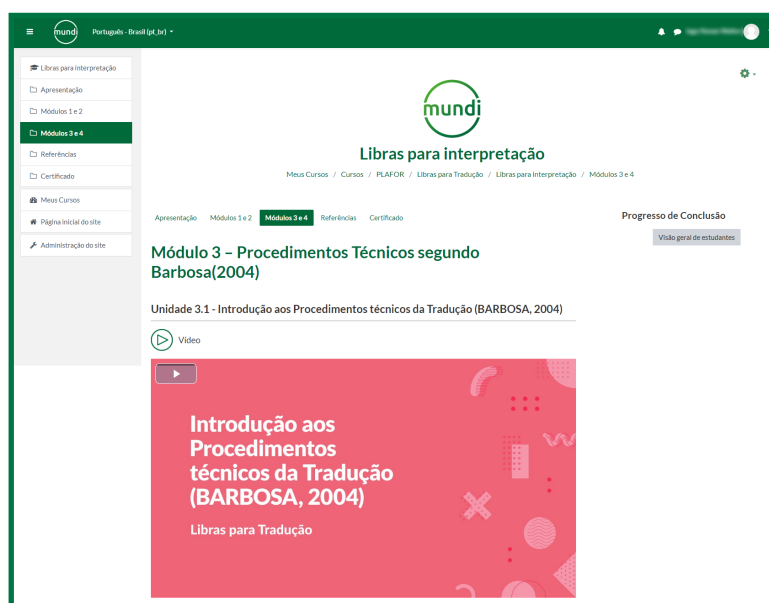 mundi
Português - Brasil (pt_br)
Libras para interpretação
Apresentação
Módulos 1 e 2
Módulos 3 e 4
Referências
Certificado
Meus Cursos
Página inicial do site
Administração do site
mundi
Libras para interpretação
Meus Cursos / Cursos / PLAFOR / Libras para Tradução / Libras para Interpretação / Módulos 3 e 4
Apresentação Módulos 1 e 2 Módulos 3 e 4 Referências Certificado
Progresso de Conclusão
Visão geral de estudantes
Módulo 3 – Procedimentos Técnicos segundo
Barbosa(2004)
Unidade 3.1 - Introdução aos Procedimentos técnicos da Tradução (BARBOSA, 2004)
Vídeo
Introdução aos
Procedimentos
técnicos da Tradução
(BARBOSA, 2004)
Libras para Tradução